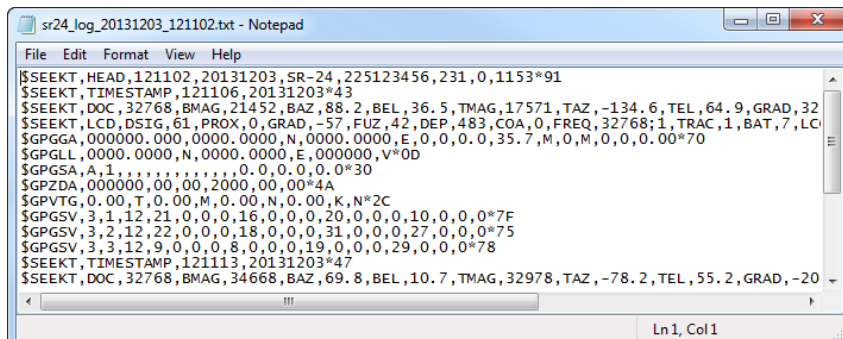 sr24_log_20131203_121102.txt - Notepad
File Edit Format View Help
$SEEKT,HEAD,121102,20131203,SR-24,225123456,231,0,1153*91
$SEEKT,TIMESTAMP,121106,20131203*43
$SEEKT,DOC,32768,BMAG,21452,BAZ,88.2,BEL,36.5,TMAG,17571,TAZ,-134.6,TEL,64.9,GRAD,32
$SEEKT,LCD,DSIG,61,PROX,0,GRAD,-57,FUZ,42,DEP,483,COA,0,FREQ,32768;1,TRAC,1,BAT,7,LC
$GPGGA,000000.000,0000.0000,N,0000.0000,E,0,0,0.0,35.7,M,0,M,0,0,0.00*70
$GPGLL,0000.0000,N,0000.0000,E,000000,V*0D
$GPGSA,A,1,,,,,,,,,,,,,0.0,0.0,0.0*30
$GPZDA,000000,00,00,2000,00,00*4A
$GPVTG,0.00,T,0.00,M,0.00,N,0.00,K,N*2C
$GPGSV,3,1,12,21,0,0,0,16,0,0,0,20,0,0,0,10,0,0,0*7F
$GPGSV,3,2,12,22,0,0,0,18,0,0,0,31,0,0,0,27,0,0,0*75
$GPGSV,3,3,12,9,0,0,0,8,0,0,0,19,0,0,0,29,0,0,0*78
$SEEKT,TIMESTAMP,121113,20131203*47
$SEEKT,DOC,32768,BMAG,34668,BAZ,69.8,BEL,10.7,TMAG,32978,TAZ,-78.2,TEL,55.2,GRAD,-20
Ln 1, Col 1